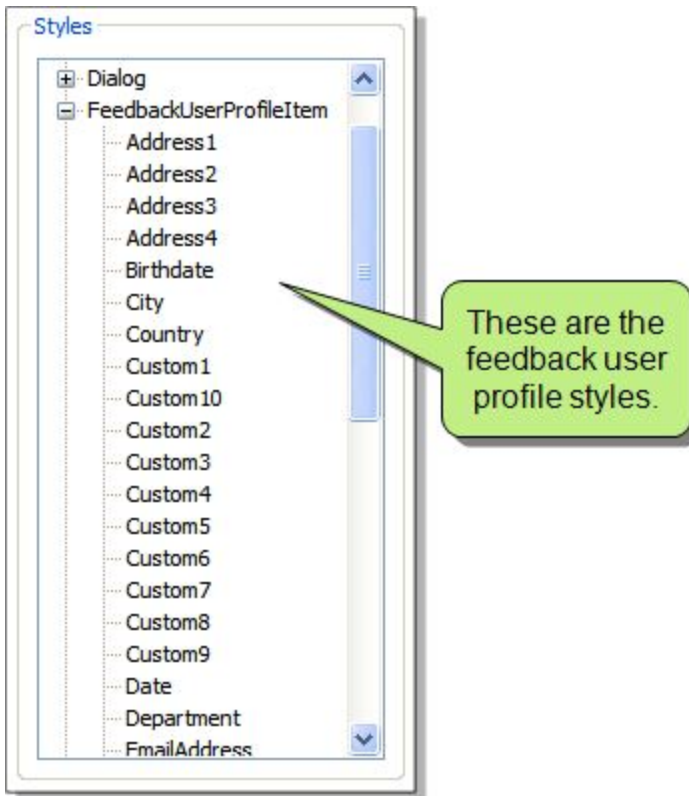 Styles
Dialog
FeedbackUserProfileItem
Address1
Address2
Address3
Address4
Birthdate
City
Country
Custom1
Custom10
Custom2
Custom3
Custom4
Custom5
Custom6
Custom7
Custom8
Custom9
Date
Department
EmailAddress
These are the
feedback user
profile styles.